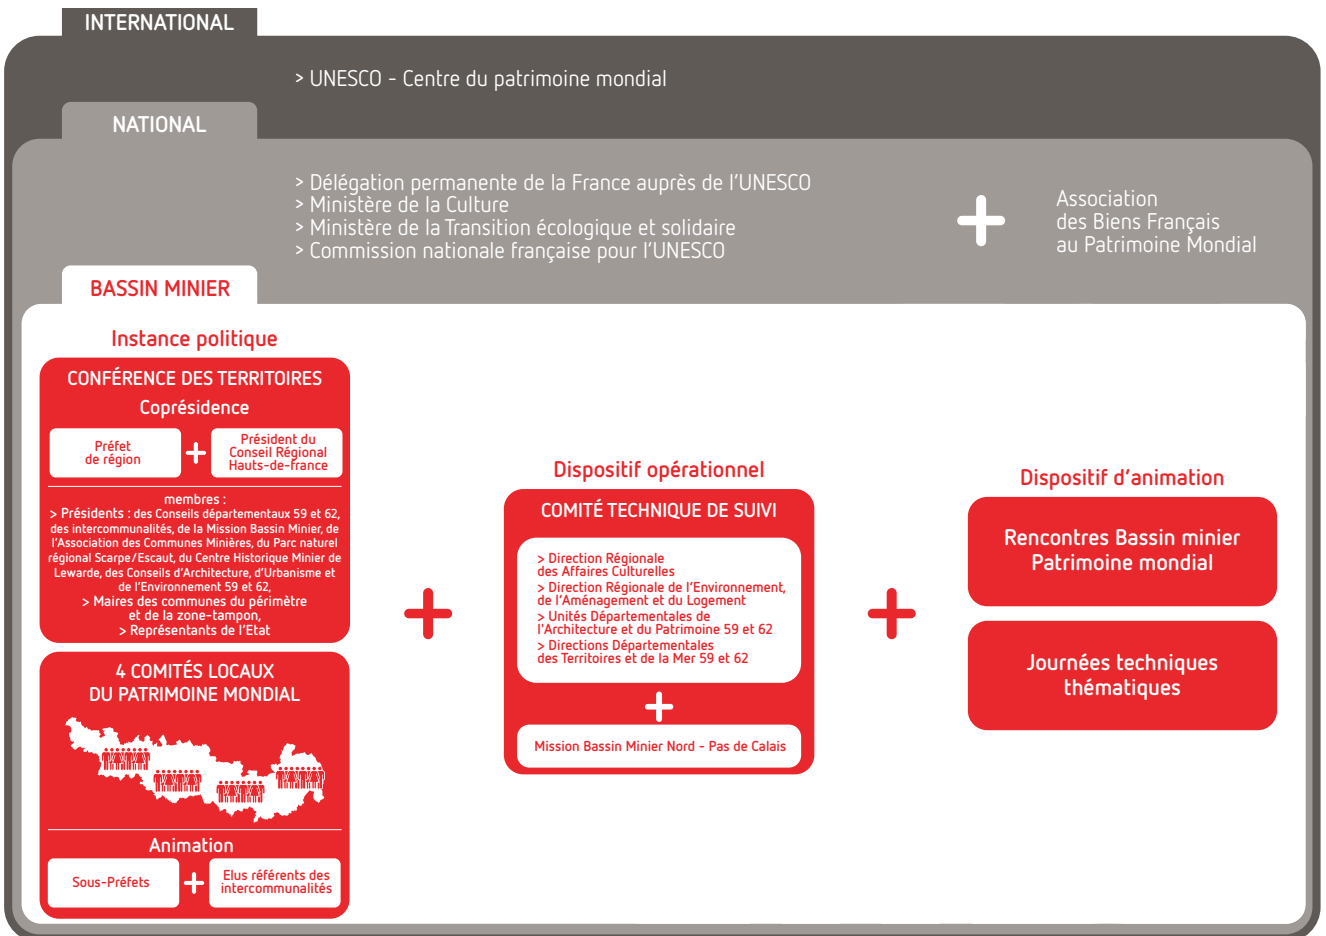 INTERNATIONAL
> UNESCO - Centre du patrimoine mondial
NATIONAL
> Délégation permanente de la France auprès de l'UNESCO
> Ministère de la Culture
> Ministère de la Transition écologique et solidaire
> Commission nationale française pour l'UNESCO
+
Association
des Biens Français
au Patrimoine Mondial
BASSIN MINIER
Instance politique
CONFÉRENCE DES TERRITOIRES
Coprésidence
Préfet
de région
+
Président du
Conseil Régional
Hauts-de-france
membres :
> Présidents : des Conseils départementaux 59 et 62,
des intercommunalités, de la Mission Bassin Minier, de
l'Association des Communes Minières, du Parc naturel
régional Scarpe/Escaut, du Centre Historique Minier de
Lewarde, des Conseils d'Architecture, d'Urbanisme et
de l'Environnement 59 et 62,
> Maires des communes du périmètre
et de la zone-tampon,
> Représentants de l'Etat
4 COMITÉS LOCAUX
DU PATRIMOINE MONDIAL
Animation
Sous-Préfets
+
Elus référents des
intercommunalités
+
Dispositif opérationnel
COMITÉ TECHNIQUE DE SUIVI
> Direction Régionale
des Affaires Culturelles
> Direction Régionale de l'Environnement,
de l'Aménagement et du Logement
> Unités Départementales de
l'Architecture et du Patrimoine 59 et 62
> Directions Départementales
des Territoires et de la Mer 59 et 62
+
Mission Bassin Minier Nord - Pas de Calais
+
Dispositif d'animation
Rencontres Bassin minier
Patrimoine mondial
Journées techniques
thématiques